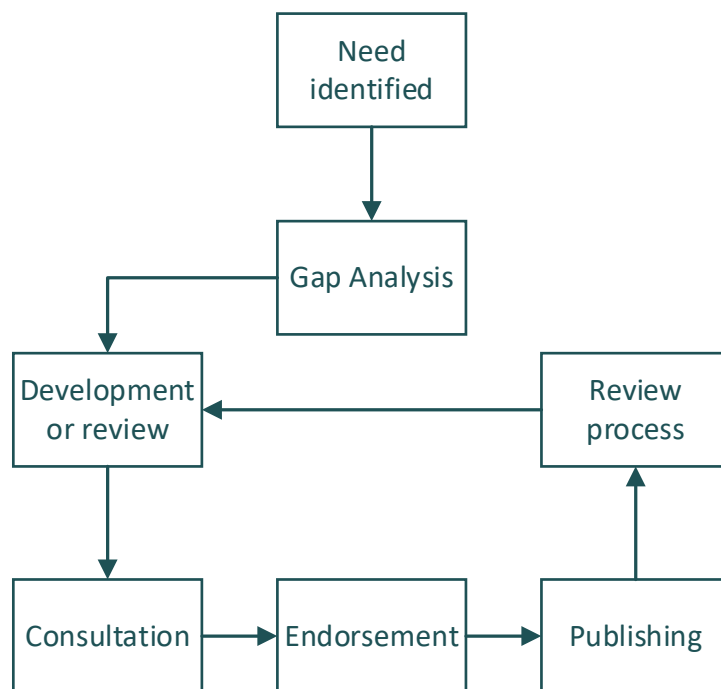 Need
identified
Gap Analysis
Development
or review
Review
process
Consultation
Endorsement
Publishing